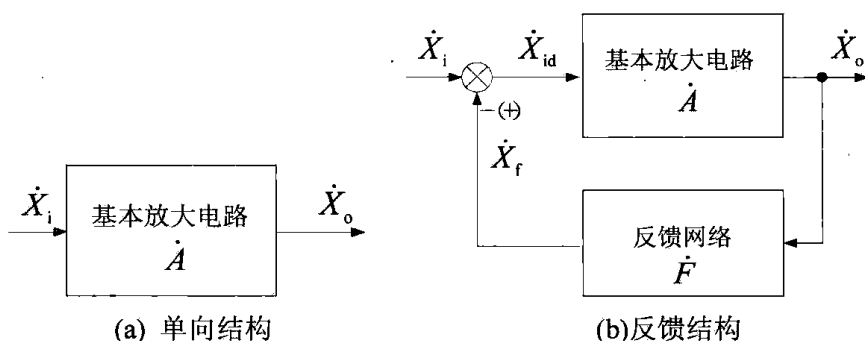 Ẋi
基本放大电路
Ȧ
Ẋo
(a) 单向结构
Ẋi
Ẋid
基本放大电路
Ȧ
Ẋo
−(+)
Ẋf
反馈网络
Ḟ
(b)反馈结构